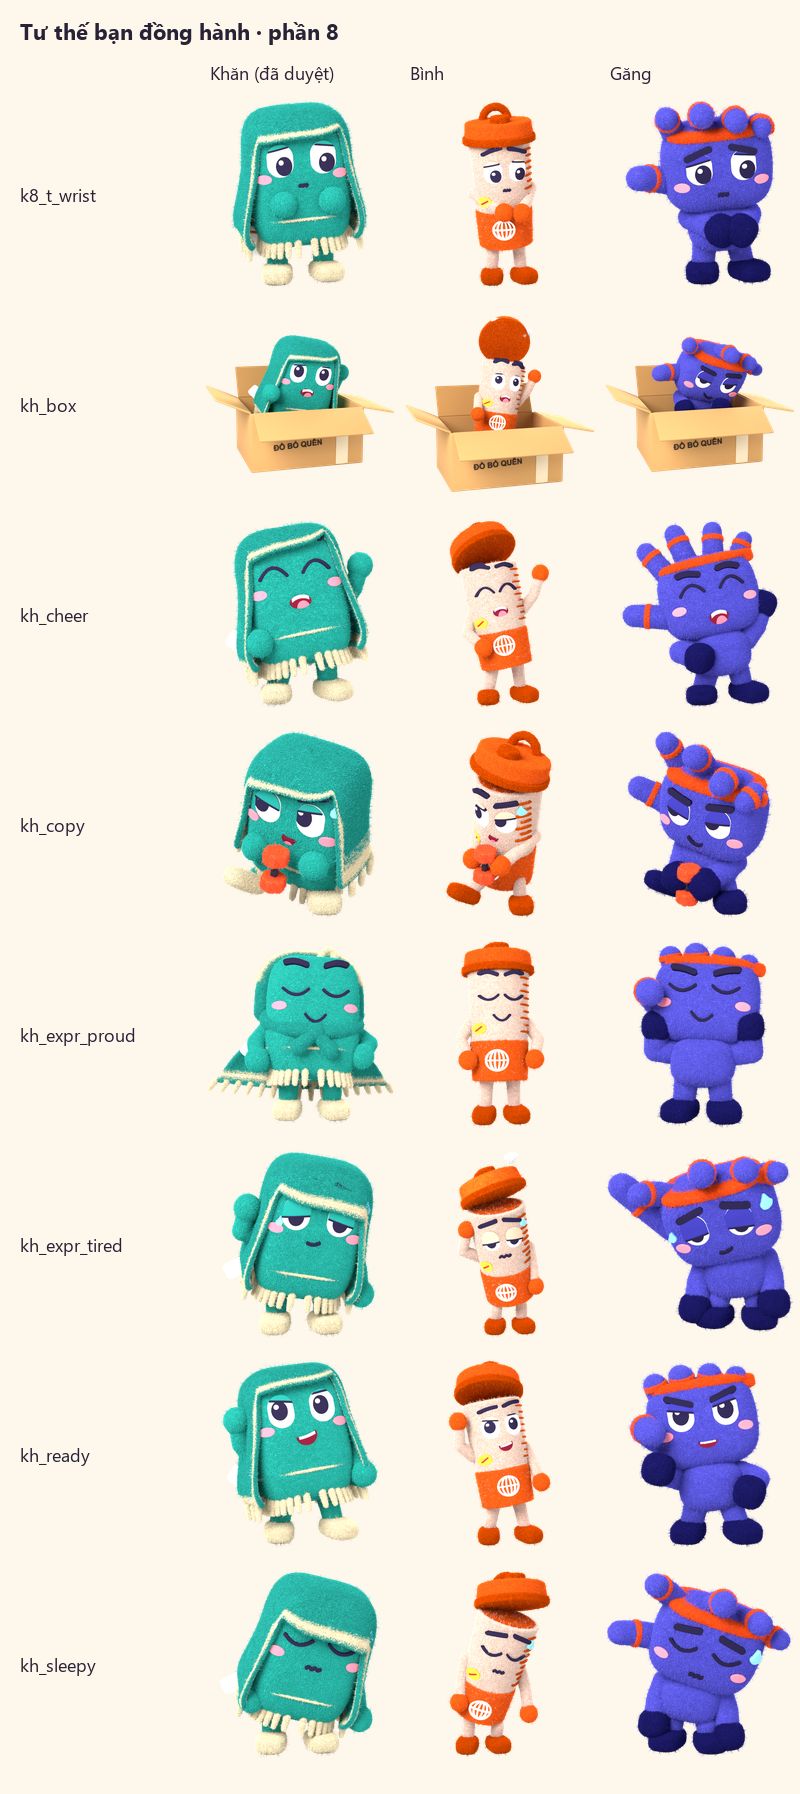 Tư thế bạn đồng hành · phần 8
Khăn (đã duyệt) Bình Găng
k8_t_wrist
kh_box
ĐỒ BỎ QUÊN ĐỒ BỎ QUÊN ĐỒ BỎ QUÊN
kh_cheer
kh_copy
kh_expr_proud
kh_expr_tired
kh_ready
kh_sleepy